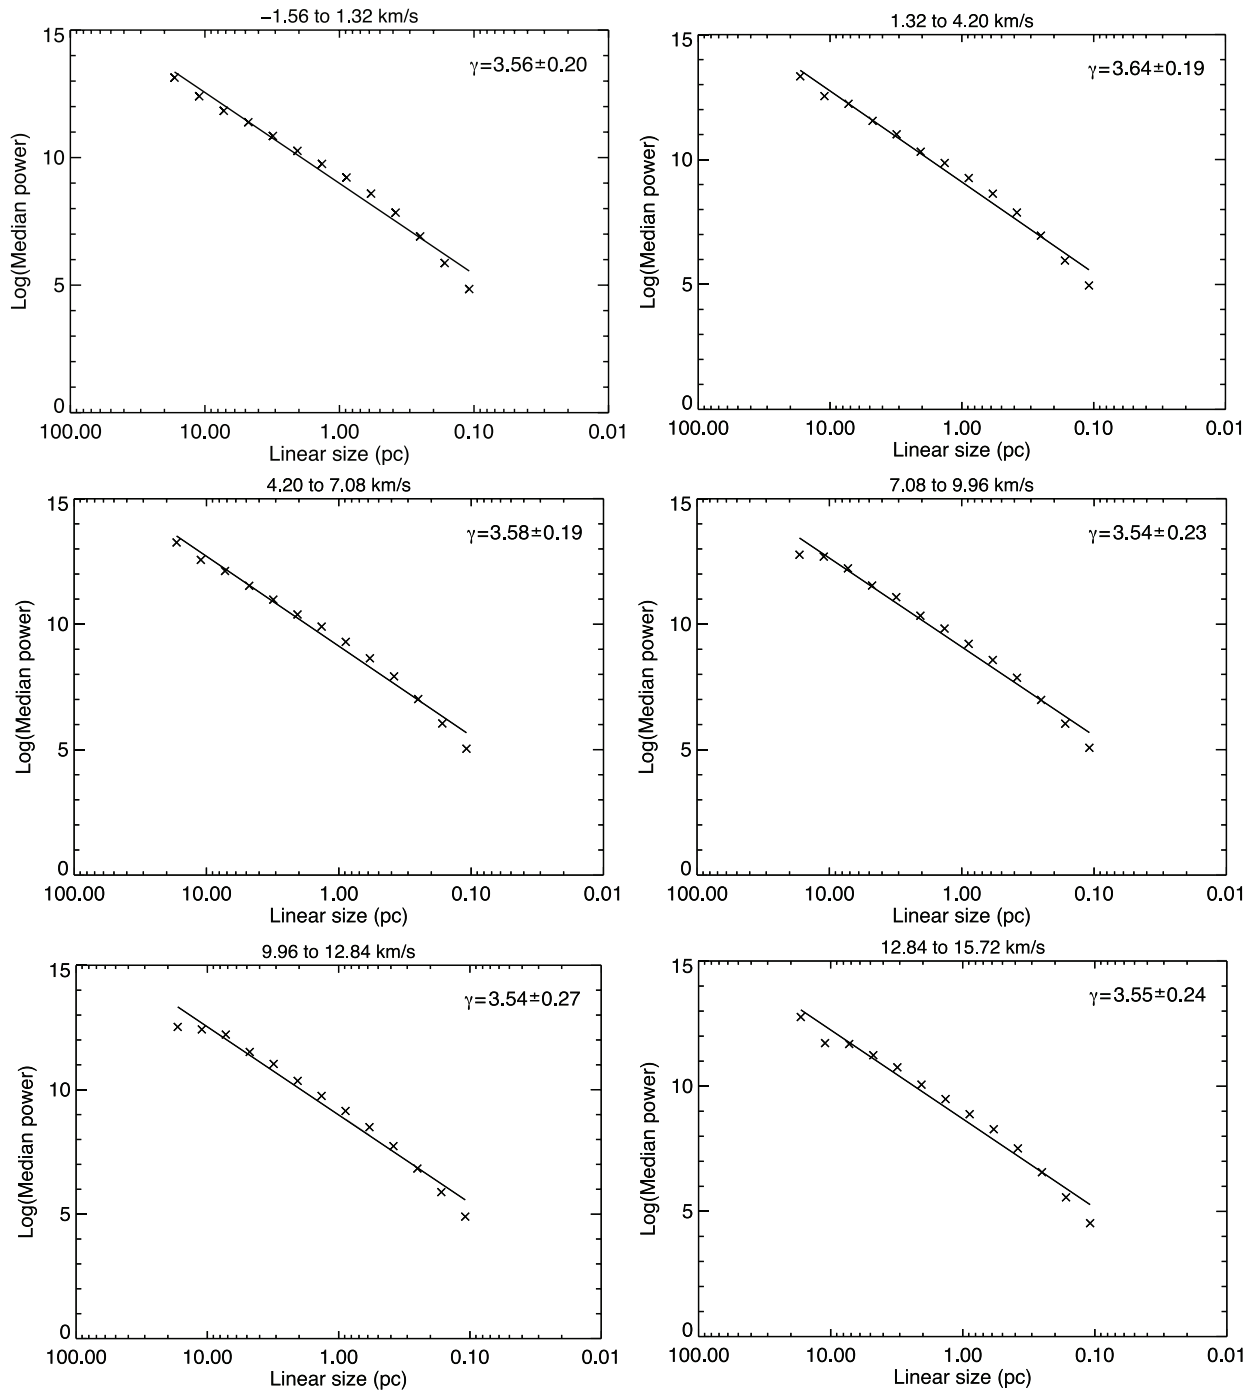 −1.56 to 1.32 km/s
15
γ=3.56±0.20
10
Log(Median power)
5
0
100.00 10.00 1.00 0.10 0.01
Linear size (pc)
1.32 to 4.20 km/s
15
γ=3.64±0.19
10
Log(Median power)
5
0
100.00 10.00 1.00 0.10 0.01
Linear size (pc)
4.20 to 7.08 km/s
15
γ=3.58±0.19
10
Log(Median power)
5
0
100.00 10.00 1.00 0.10 0.01
Linear size (pc)
7.08 to 9.96 km/s
15
γ=3.54±0.23
10
Log(Median power)
5
0
100.00 10.00 1.00 0.10 0.01
Linear size (pc)
9.96 to 12.84 km/s
15
γ=3.54±0.27
10
Log(Median power)
5
0
100.00 10.00 1.00 0.10 0.01
Linear size (pc)
12.84 to 15.72 km/s
15
γ=3.55±0.24
10
Log(Median power)
5
0
100.00 10.00 1.00 0.10 0.01
Linear size (pc)